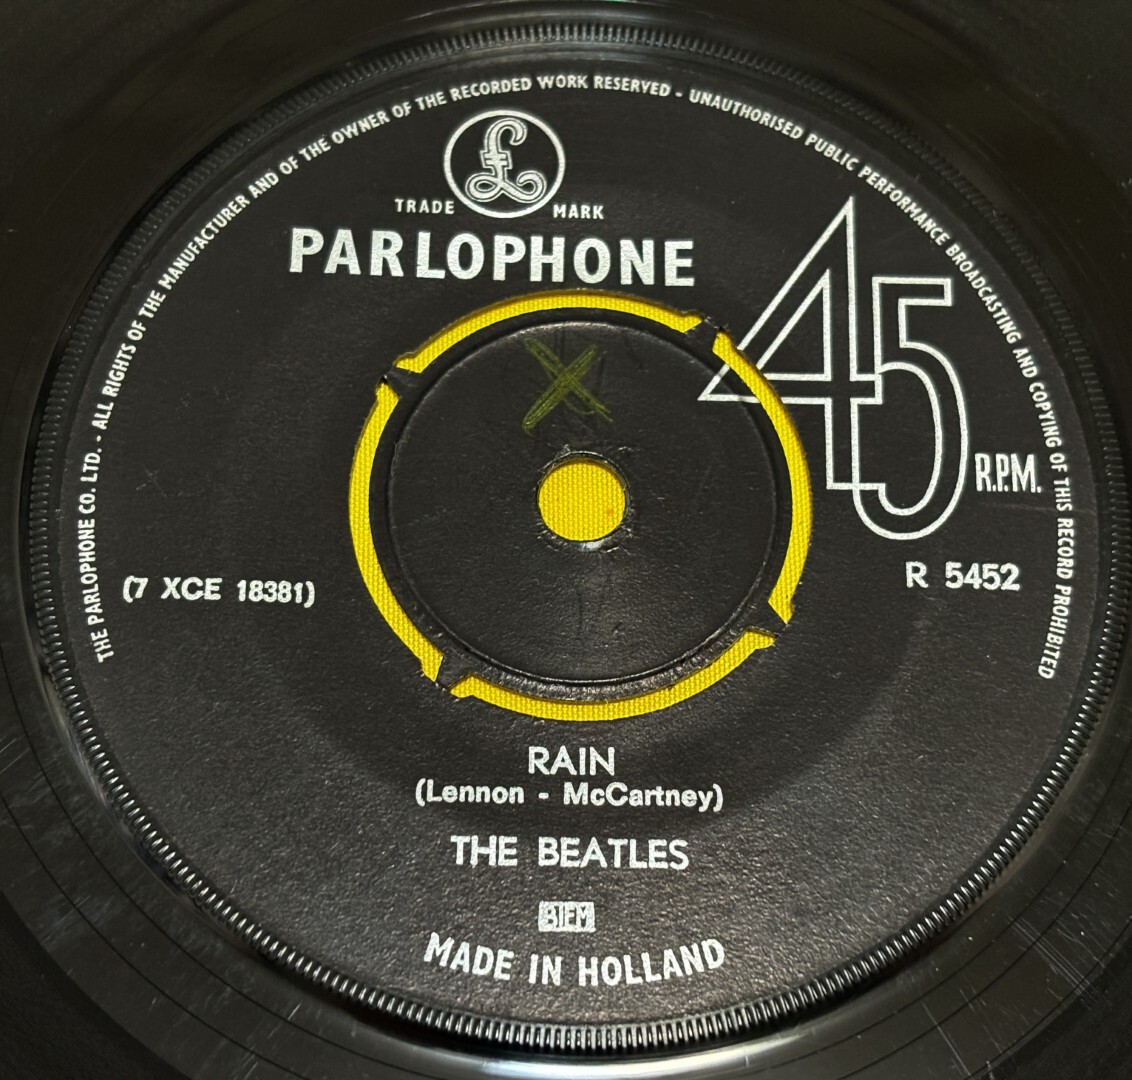 THE PARLOPHONE CO. LTD. - ALL RIGHTS OF THE MANUFACTURER AND OF THE OWNER OF THE RECORDED WORK RESERVED - UNAUTHORISED PUBLIC PERFORMANCE BROADCASTING AND COPYING OF THIS RECORD PROHIBITED
£
TRADE MARK
PARLOPHONE
45
R.P.M.
(7 XCE 18381)
R 5452
X
RAIN
(Lennon - McCartney)
THE BEATLES
BIEM
MADE IN HOLLAND